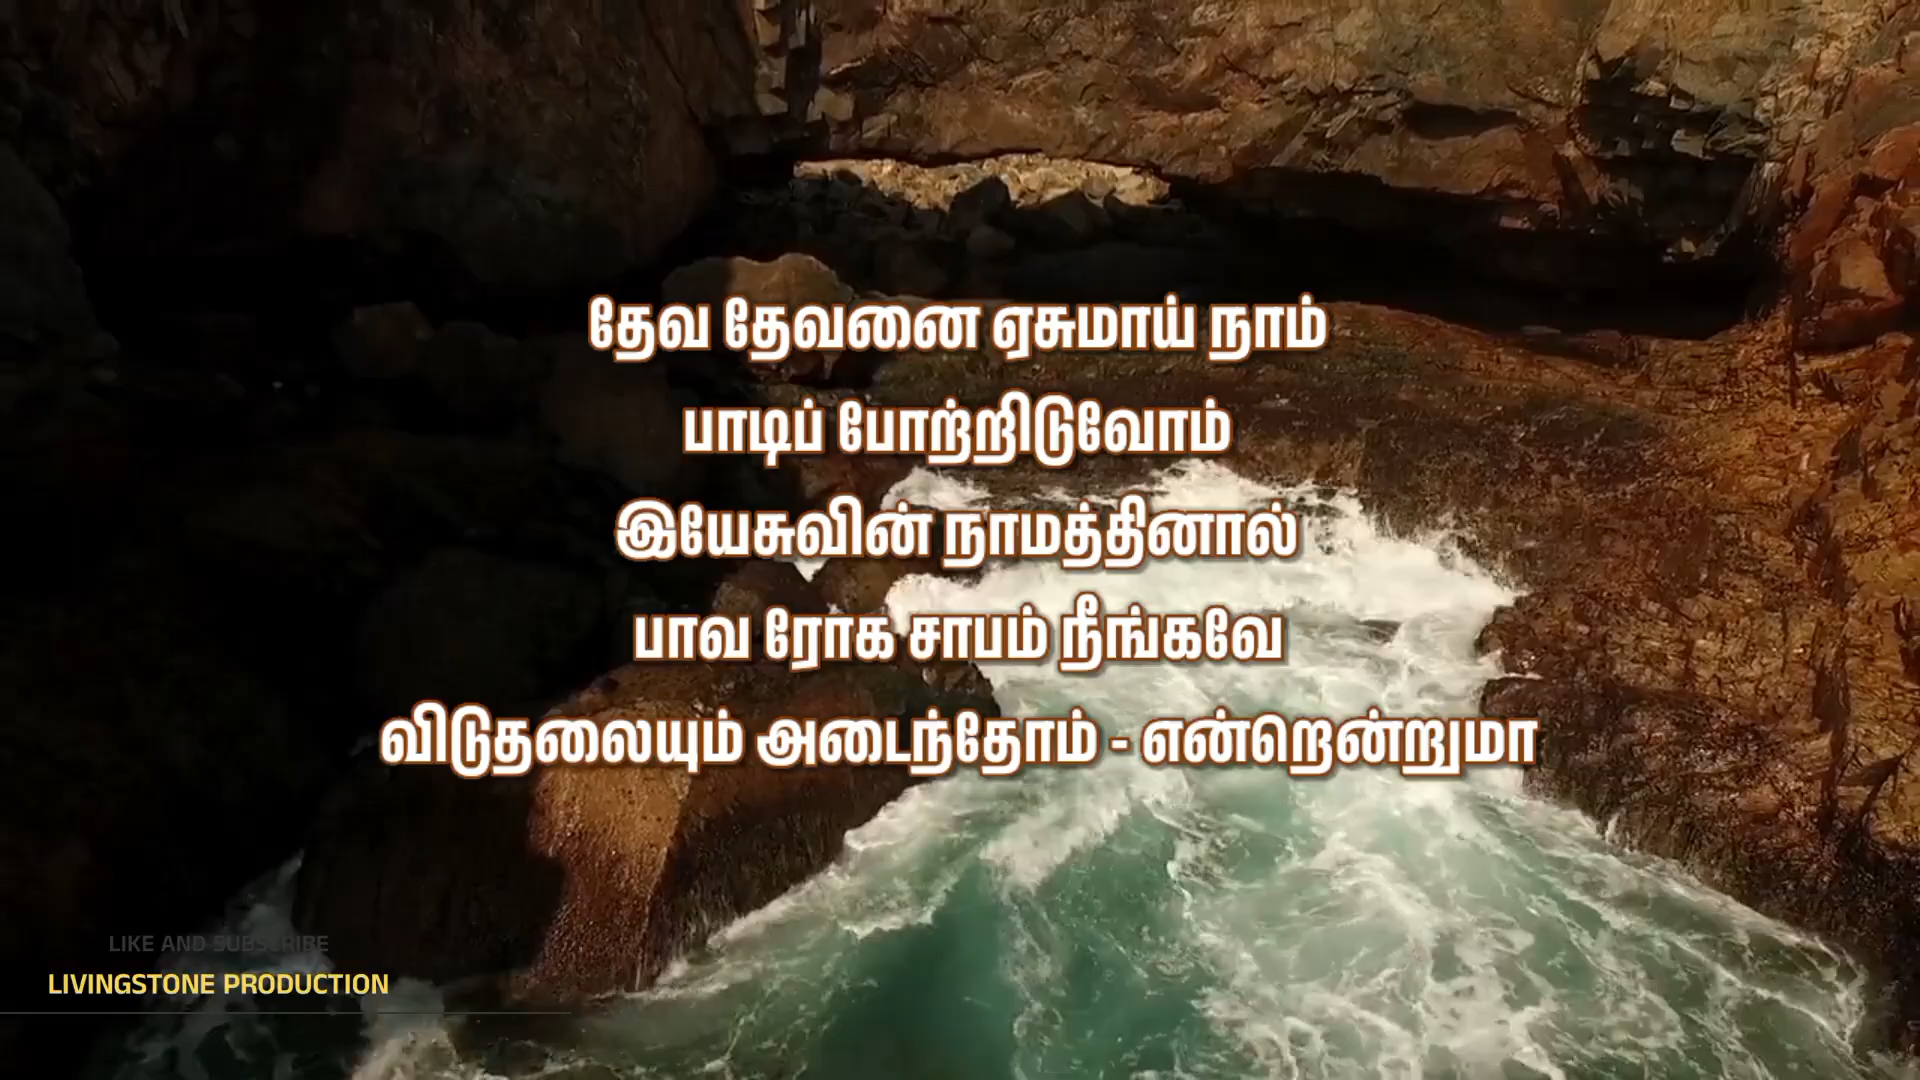 தேவ தேவனை ஏசுமாய் நாம்
பாடிப் போற்றிடுவோம்
இயேசுவின் நாமத்தினால்
பாவ ரோக சாபம் நீங்கவே
விடுதலையும் அடைந்தோம் - என்றென்றுமா
LIKE AND SUBSCRIBE
LIVINGSTONE PRODUCTION